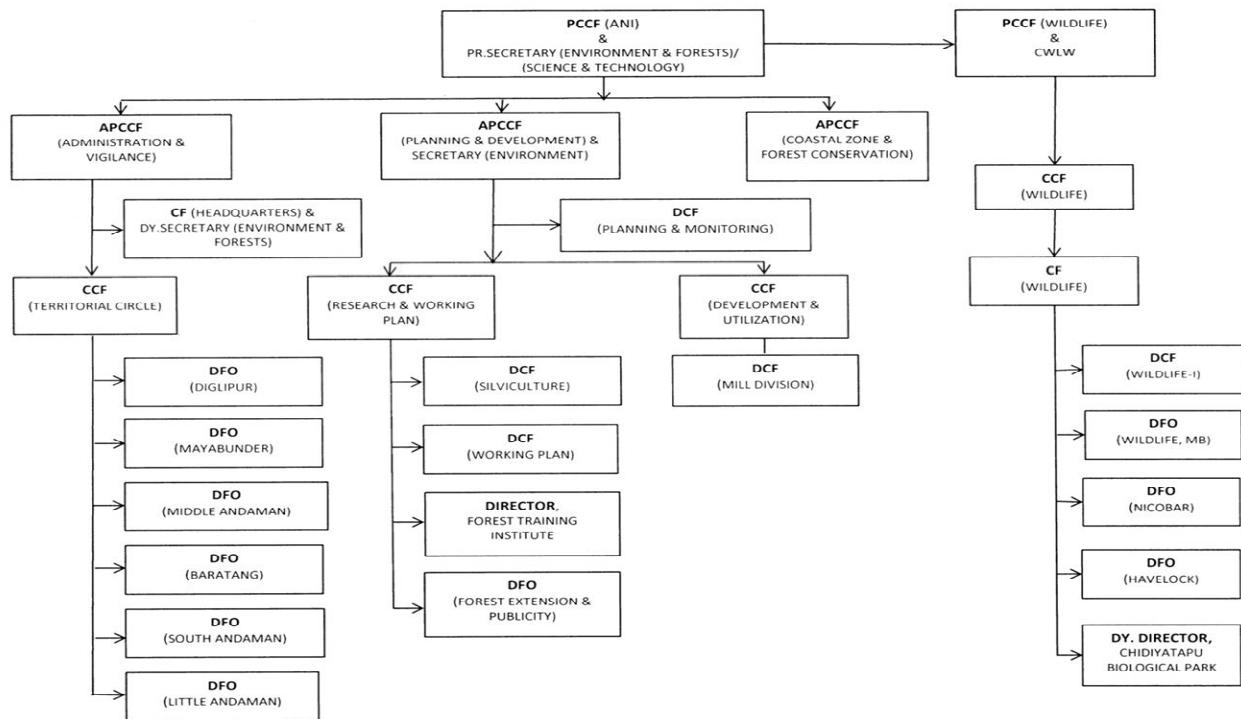 PCCF (ANI)
&
PR.SECRETARY (ENVIRONMENT & FORESTS)/
(SCIENCE & TECHNOLOGY)
PCCF (WILDLIFE)
&
CWLW
APCCF
(ADMINISTRATION &
VIGILANCE)
APCCF
(PLANNING & DEVELOPMENT) &
SECRETARY (ENVIRONMENT)
APCCF
(COASTAL ZONE &
FOREST CONSERVATION)
CCF
(WILDLIFE)
CF (HEADQUARTERS) &
DY.SECRETARY (ENVIRONMENT &
FORESTS)
DCF
(PLANNING & MONITORING)
CF
(WILDLIFE)
CCF
(TERRITORIAL CIRCLE)
CCF
(RESEARCH & WORKING
PLAN)
CCF
(DEVELOPMENT &
UTILIZATION)
DFO
(DIGLIPUR)
DFO
(MAYABUNDER)
DFO
(MIDDLE ANDAMAN)
DFO
(BARATANG)
DFO
(SOUTH ANDAMAN)
DFO
(LITTLE ANDAMAN)
DCF
(SILVICULTURE)
DCF
(WORKING PLAN)
DIRECTOR,
FOREST TRAINING
INSTITUTE
DFO
(FOREST EXTENSION &
PUBLICITY)
DCF
(MILL DIVISION)
DCF
(WILDLIFE-I)
DFO
(WILDLIFE, MB)
DFO
(NICOBAR)
DFO
(HAVELOCK)
DY. DIRECTOR,
CHIDIYATAPU
BIOLOGICAL PARK